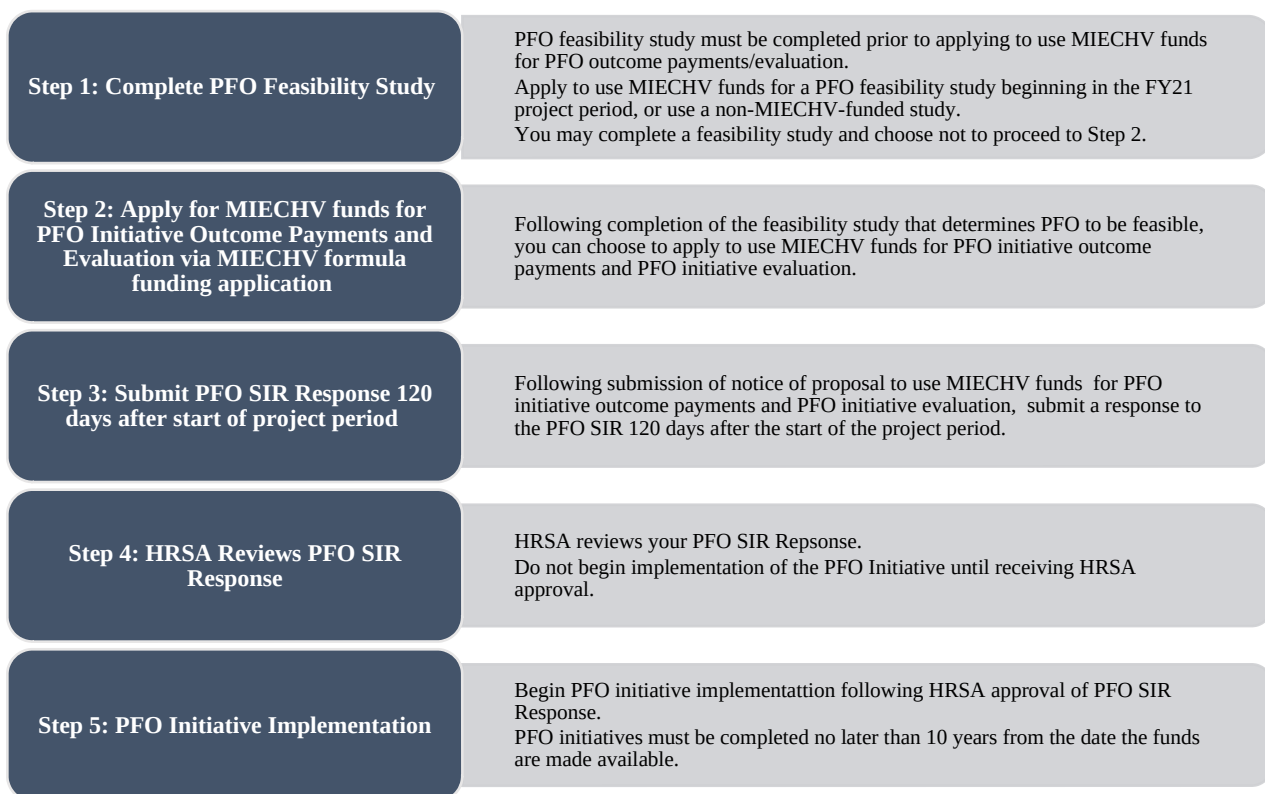 Step 1: Complete PFO Feasibility Study
PFO feasibility study must be completed prior to applying to use MIECHV funds
for PFO outcome payments/evaluation.
Apply to use MIECHV funds for a PFO feasibility study beginning in the FY21
project period, or use a non-MIECHV-funded study.
You may complete a feasibility study and choose not to proceed to Step 2.
Step 2: Apply for MIECHV funds for
PFO Initiative Outcome Payments and
Evaluation via MIECHV formula
funding application
Following completion of the feasibility study that determines PFO to be feasible,
you can choose to apply to use MIECHV funds for PFO initiative outcome
payments and PFO initiative evaluation.
Step 3: Submit PFO SIR Response 120
days after start of project period
Following submission of notice of proposal to use MIECHV funds  for PFO
initiative outcome payments and PFO initiative evaluation,  submit a response to
the PFO SIR 120 days after the start of the project period.
Step 4: HRSA Reviews PFO SIR
Response
HRSA reviews your PFO SIR Repsonse.
Do not begin implementation of the PFO Initiative until receiving HRSA
approval.
Step 5: PFO Initiative Implementation
Begin PFO initiative implementattion following HRSA approval of PFO SIR
Response.
PFO initiatives must be completed no later than 10 years from the date the funds
are made available.